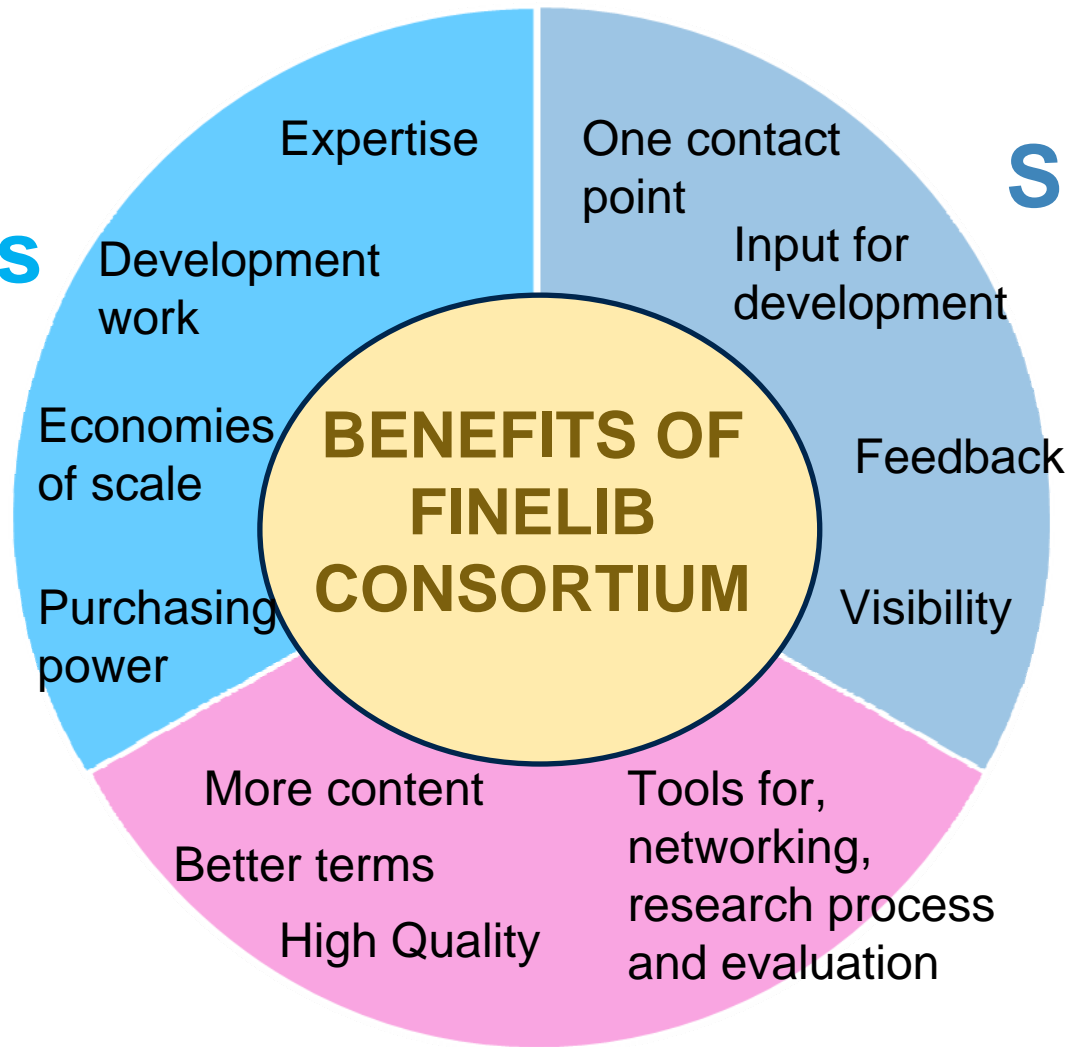 Expertise
Development
work
Economies
of scale
Purchasing
power
One contact
point
Input for
development
Feedback
Visibility
BENEFITS OF
FINELIB
CONSORTIUM
More content
Better terms
High Quality
Tools for,
networking,
research process
and evaluation
s
S